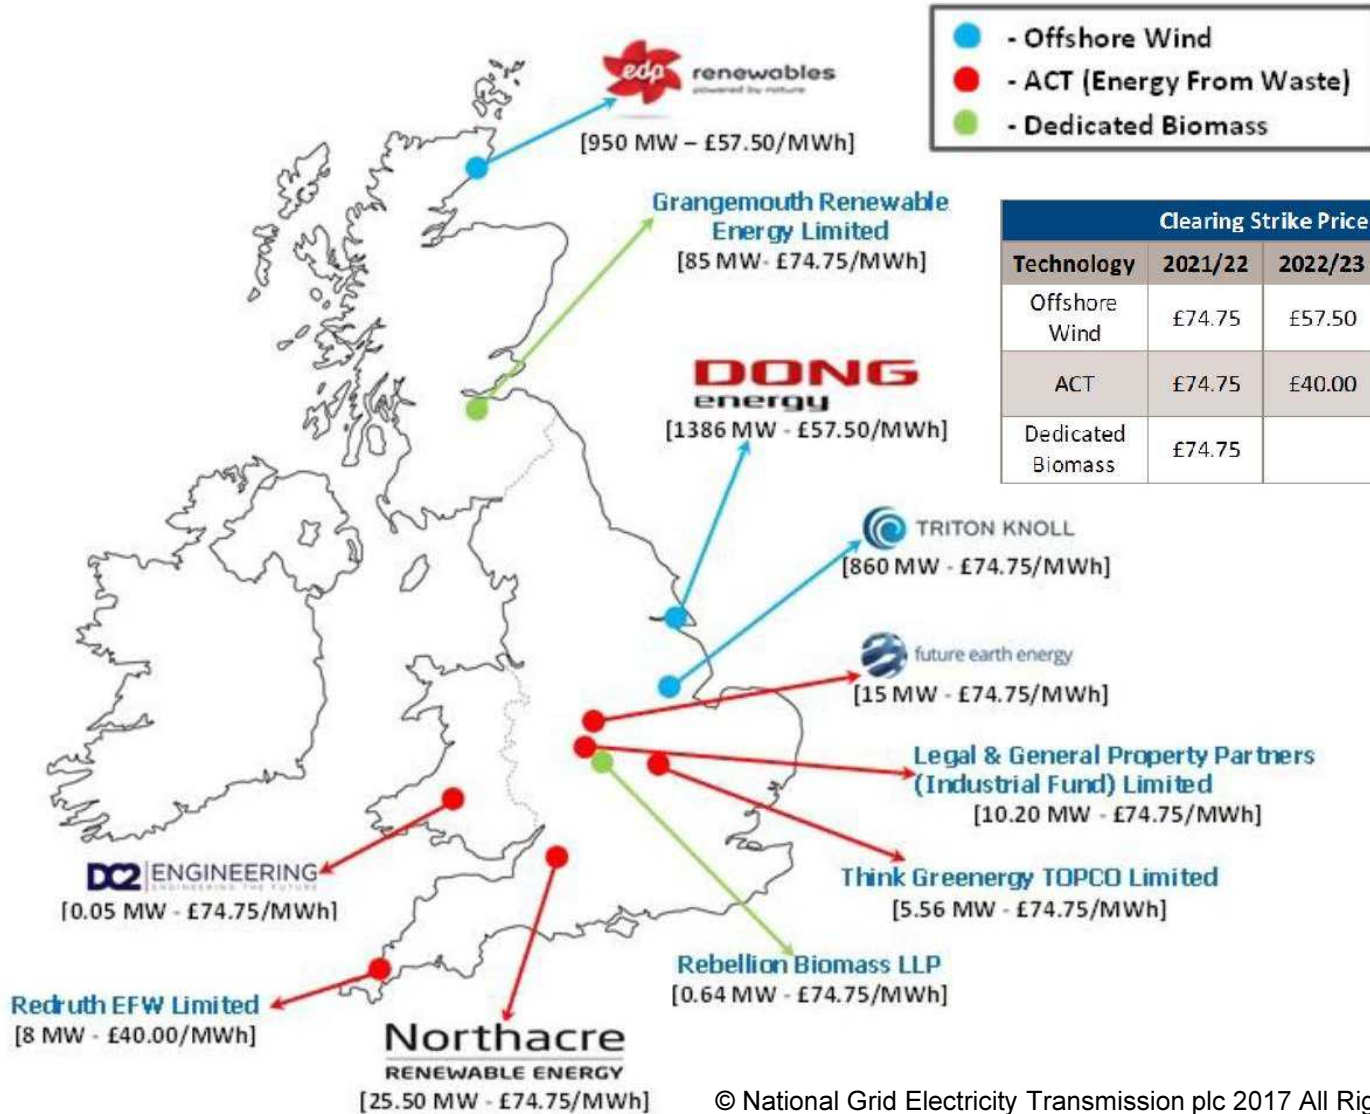 - Offshore Wind
- ACT (Energy From Waste)
- Dedicated Biomass
edp renewables
powered by nature
[950 MW – £57.50/MWh]
Grangemouth Renewable
Energy Limited
[85 MW- £74.75/MWh]
Clearing Strike Price
Technology 2021/22 2022/23
Offshore
Wind £74.75 £57.50
ACT £74.75 £40.00
Dedicated
Biomass £74.75
DONG
energy
[1386 MW - £57.50/MWh]
TRITON KNOLL
[860 MW - £74.75/MWh]
future earth energy
[15 MW - £74.75/MWh]
Legal & General Property Partners
(Industrial Fund) Limited
[10.20 MW - £74.75/MWh]
DC2 ENGINEERING
ENGINEERING THE FUTURE
[0.05 MW - £74.75/MWh]
Think Greenergy TOPCO Limited
[5.56 MW - £74.75/MWh]
Rebellion Biomass LLP
[0.64 MW - £74.75/MWh]
Redruth EFW Limited
[8 MW - £40.00/MWh]
Northacre
RENEWABLE ENERGY
[25.50 MW - £74.75/MWh]
© National Grid Electricity Transmission plc 2017 All Rig